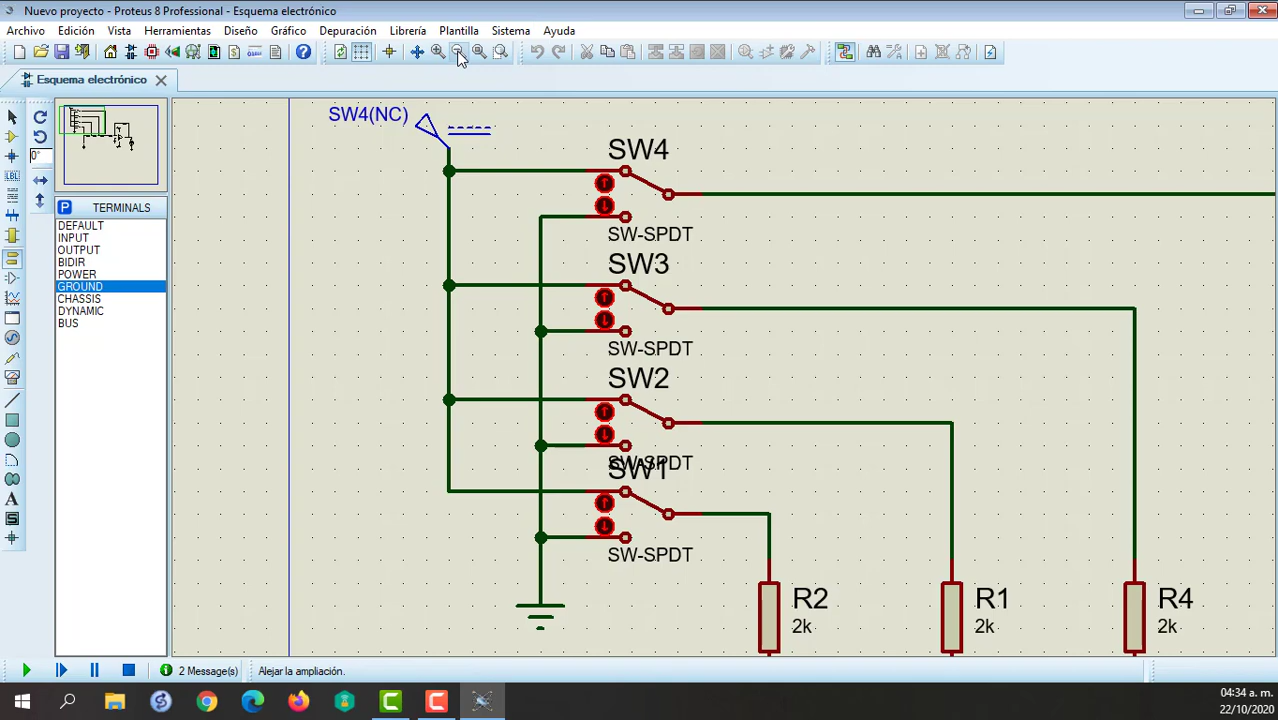 Nuevo proyecto - Proteus 8 Professional - Esquema electrónico
Archivo Edición Vista Herramientas Diseño Gráfico Depuración Librería Plantilla Sistema Ayuda
Esquema electrónico
0°
LBL
P TERMINALS
DEFAULT
INPUT
OUTPUT
BIDIR
POWER
GROUND
CHASSIS
DYNAMIC
BUS
A
SW4(NC)
SW4
SW-SPDT
SW3
SW-SPDT
SW2
SW-SPDT
SW1
SW-SPDT
R2
2k
R1
2k
R4
2k
2 Message(s) Alejar la ampliación.
04:34 a. m.
22/10/2020